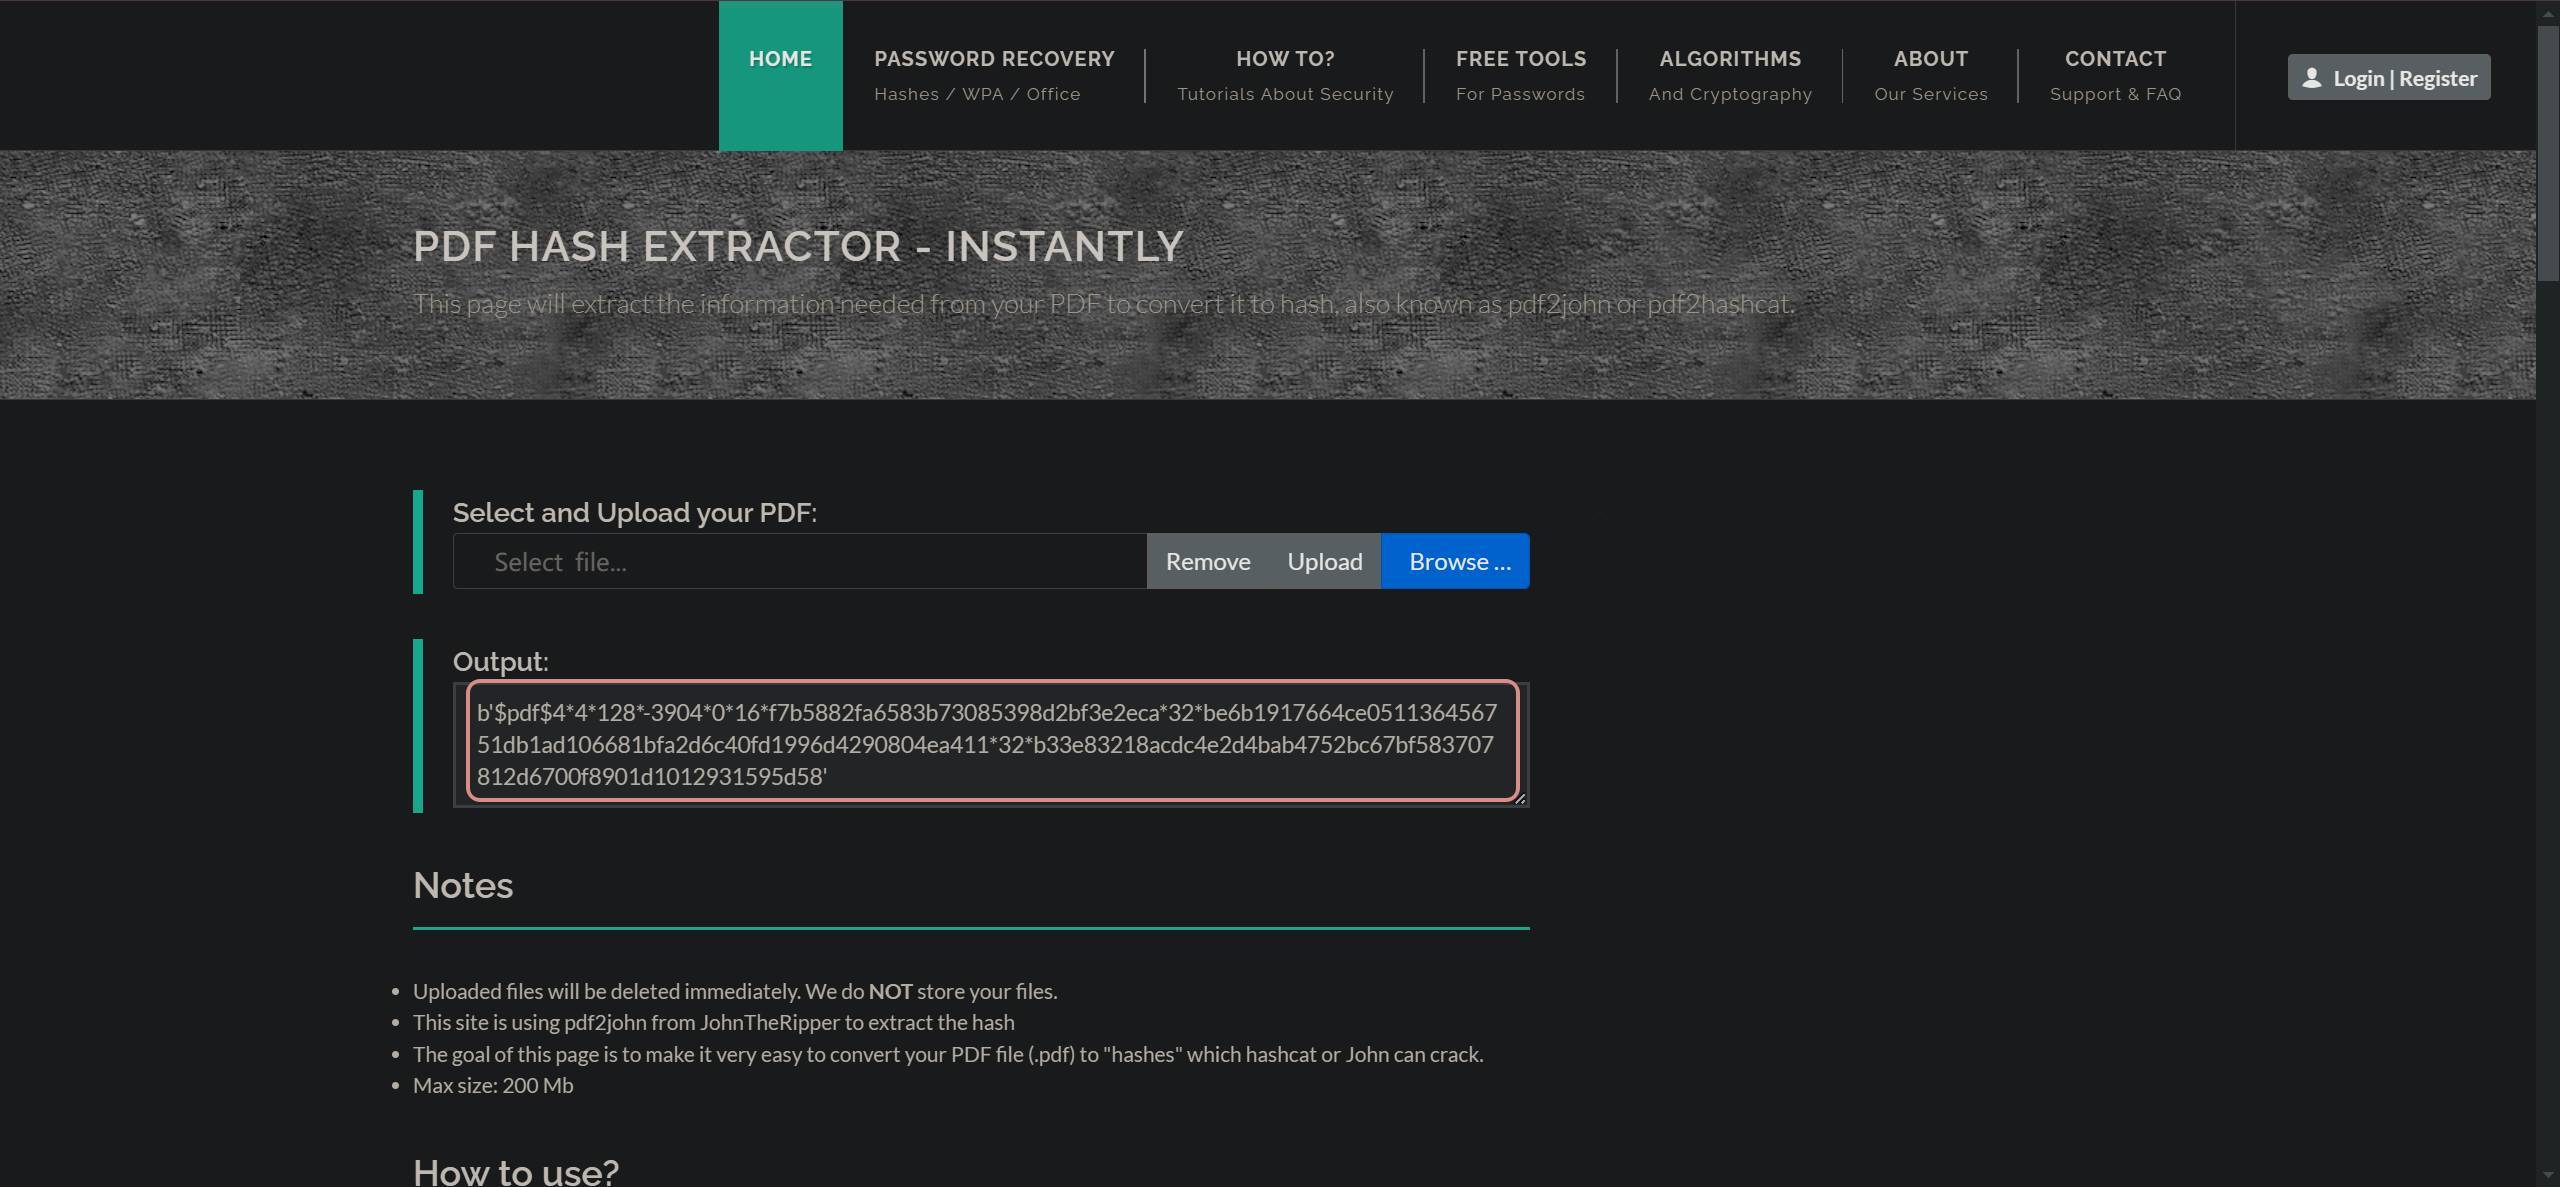 HOME
PASSWORD RECOVERY
Hashes / WPA / Office
HOW TO?
Tutorials About Security
FREE TOOLS
For Passwords
ALGORITHMS
And Cryptography
ABOUT
Our Services
CONTACT
Support & FAQ
Login | Register
PDF HASH EXTRACTOR - INSTANTLY
This page will extract the information needed from your PDF to convert it to hash, also known as pdf2john or pdf2hashcat.
Select and Upload your PDF:
Select file...
Remove
Upload
Browse ...
Output:
b'$pdf$4*4*128*-3904*0*16*f7b5882fa6583b73085398d2bf3e2eca*32*be6b1917664ce0511364567
51db1ad106681bfa2d6c40fd1996d4290804ea411*32*b33e83218acdc4e2d4bab4752bc67bf583707
812d6700f8901d1012931595d58'
Notes
• Uploaded files will be deleted immediately. We do NOT store your files.
• This site is using pdf2john from JohnTheRipper to extract the hash
• The goal of this page is to make it very easy to convert your PDF file (.pdf) to "hashes" which hashcat or John can crack.
• Max size: 200 Mb
How to use?